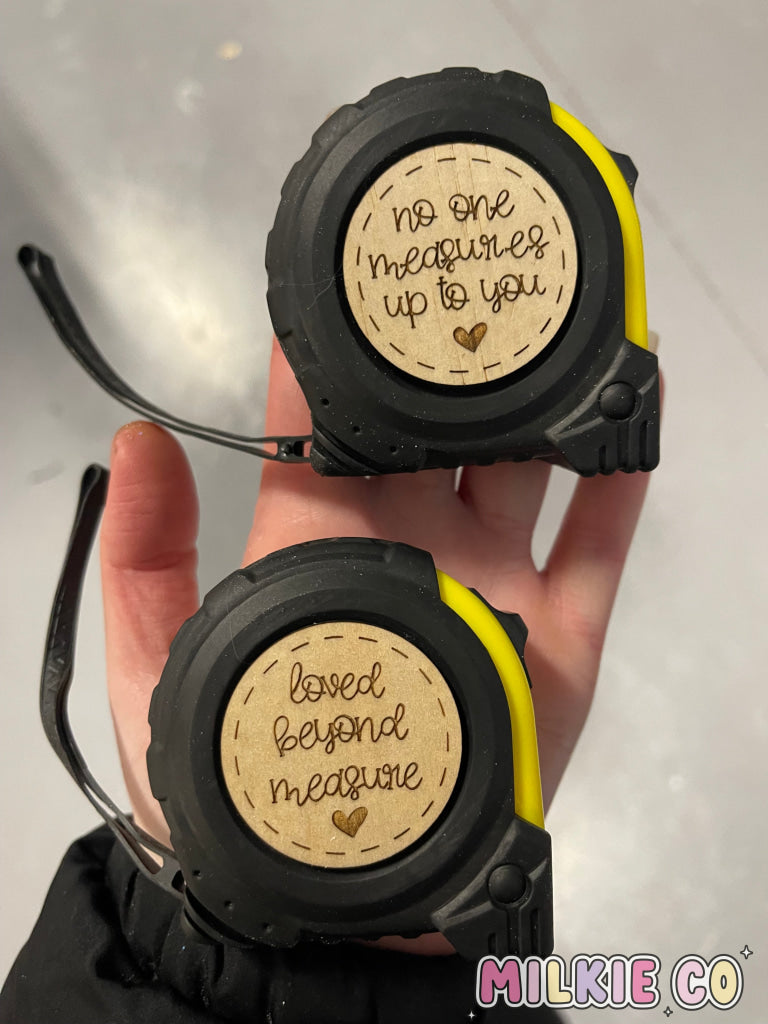 no one
measures
up to you
loved
beyond
measure
MILKIE CO